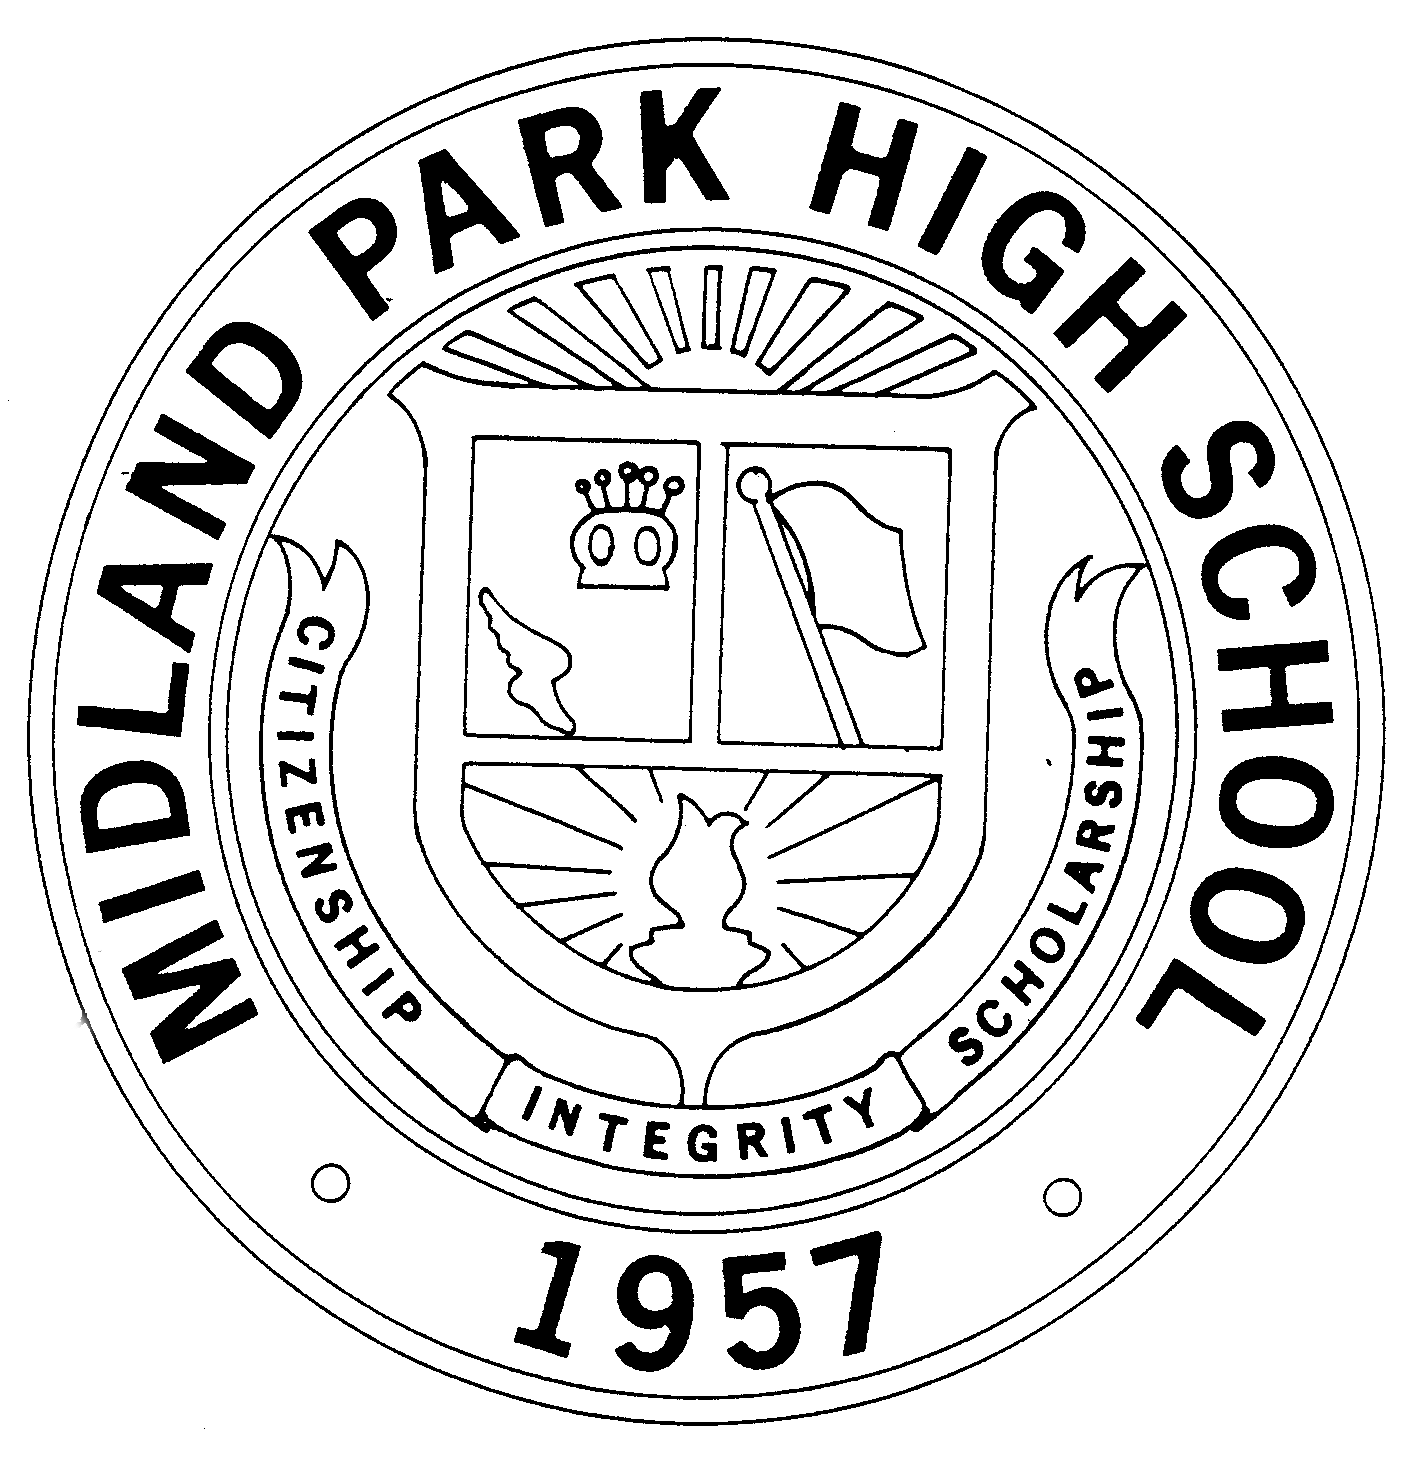 MIDLAND PARK HIGH SCHOOL
CITIZENSHIP
INTEGRITY
SCHOLARSHIP
1957